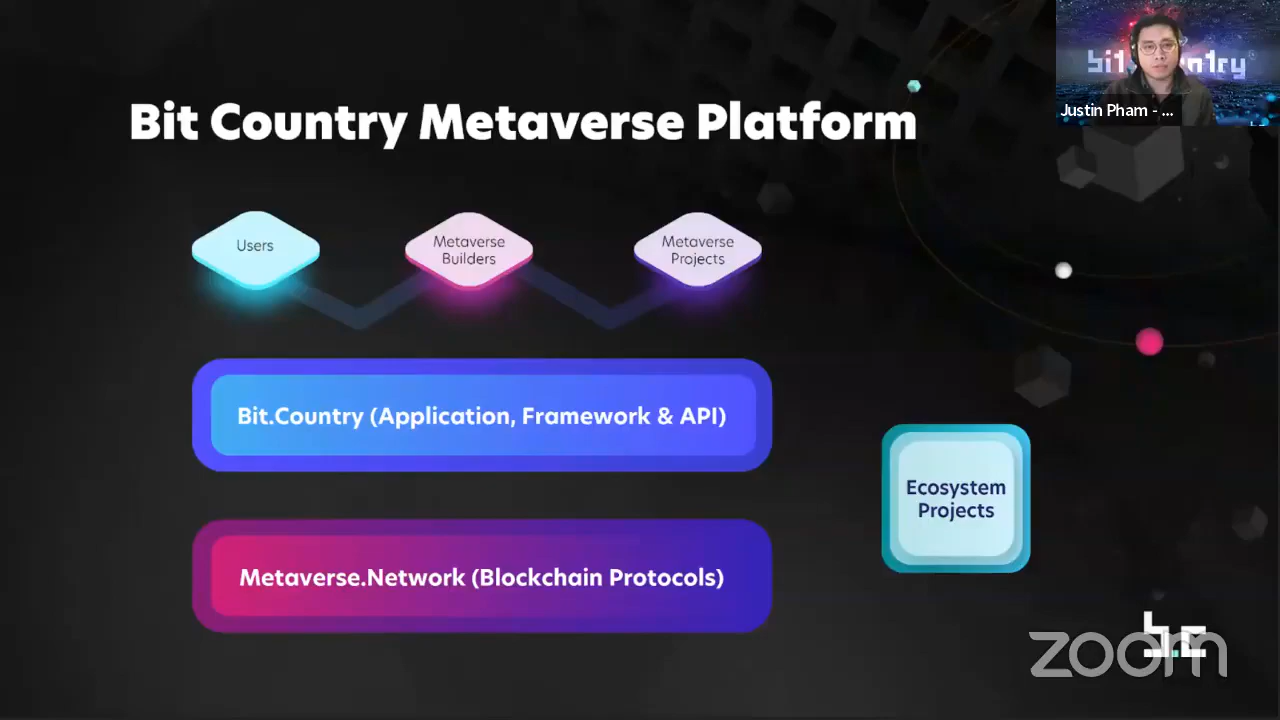 Bit Country Metaverse Platform
Justin Pham - ...
Users
Metaverse
Builders
Metaverse
Projects
Bit.Country (Application, Framework & API)
Ecosystem
Projects
Metaverse.Network (Blockchain Protocols)
b.c
zoom